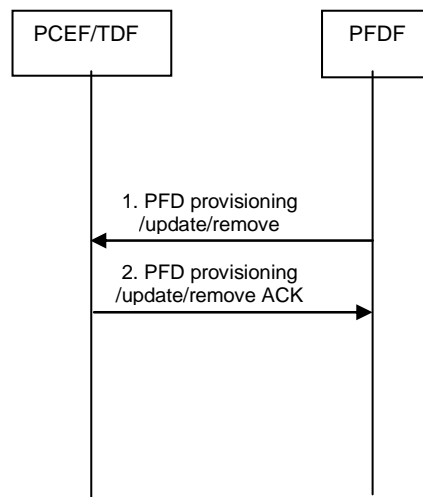 PCEF/TDF
PFDF
1. PFD provisioning
/update/remove
2. PFD provisioning
/update/remove ACK